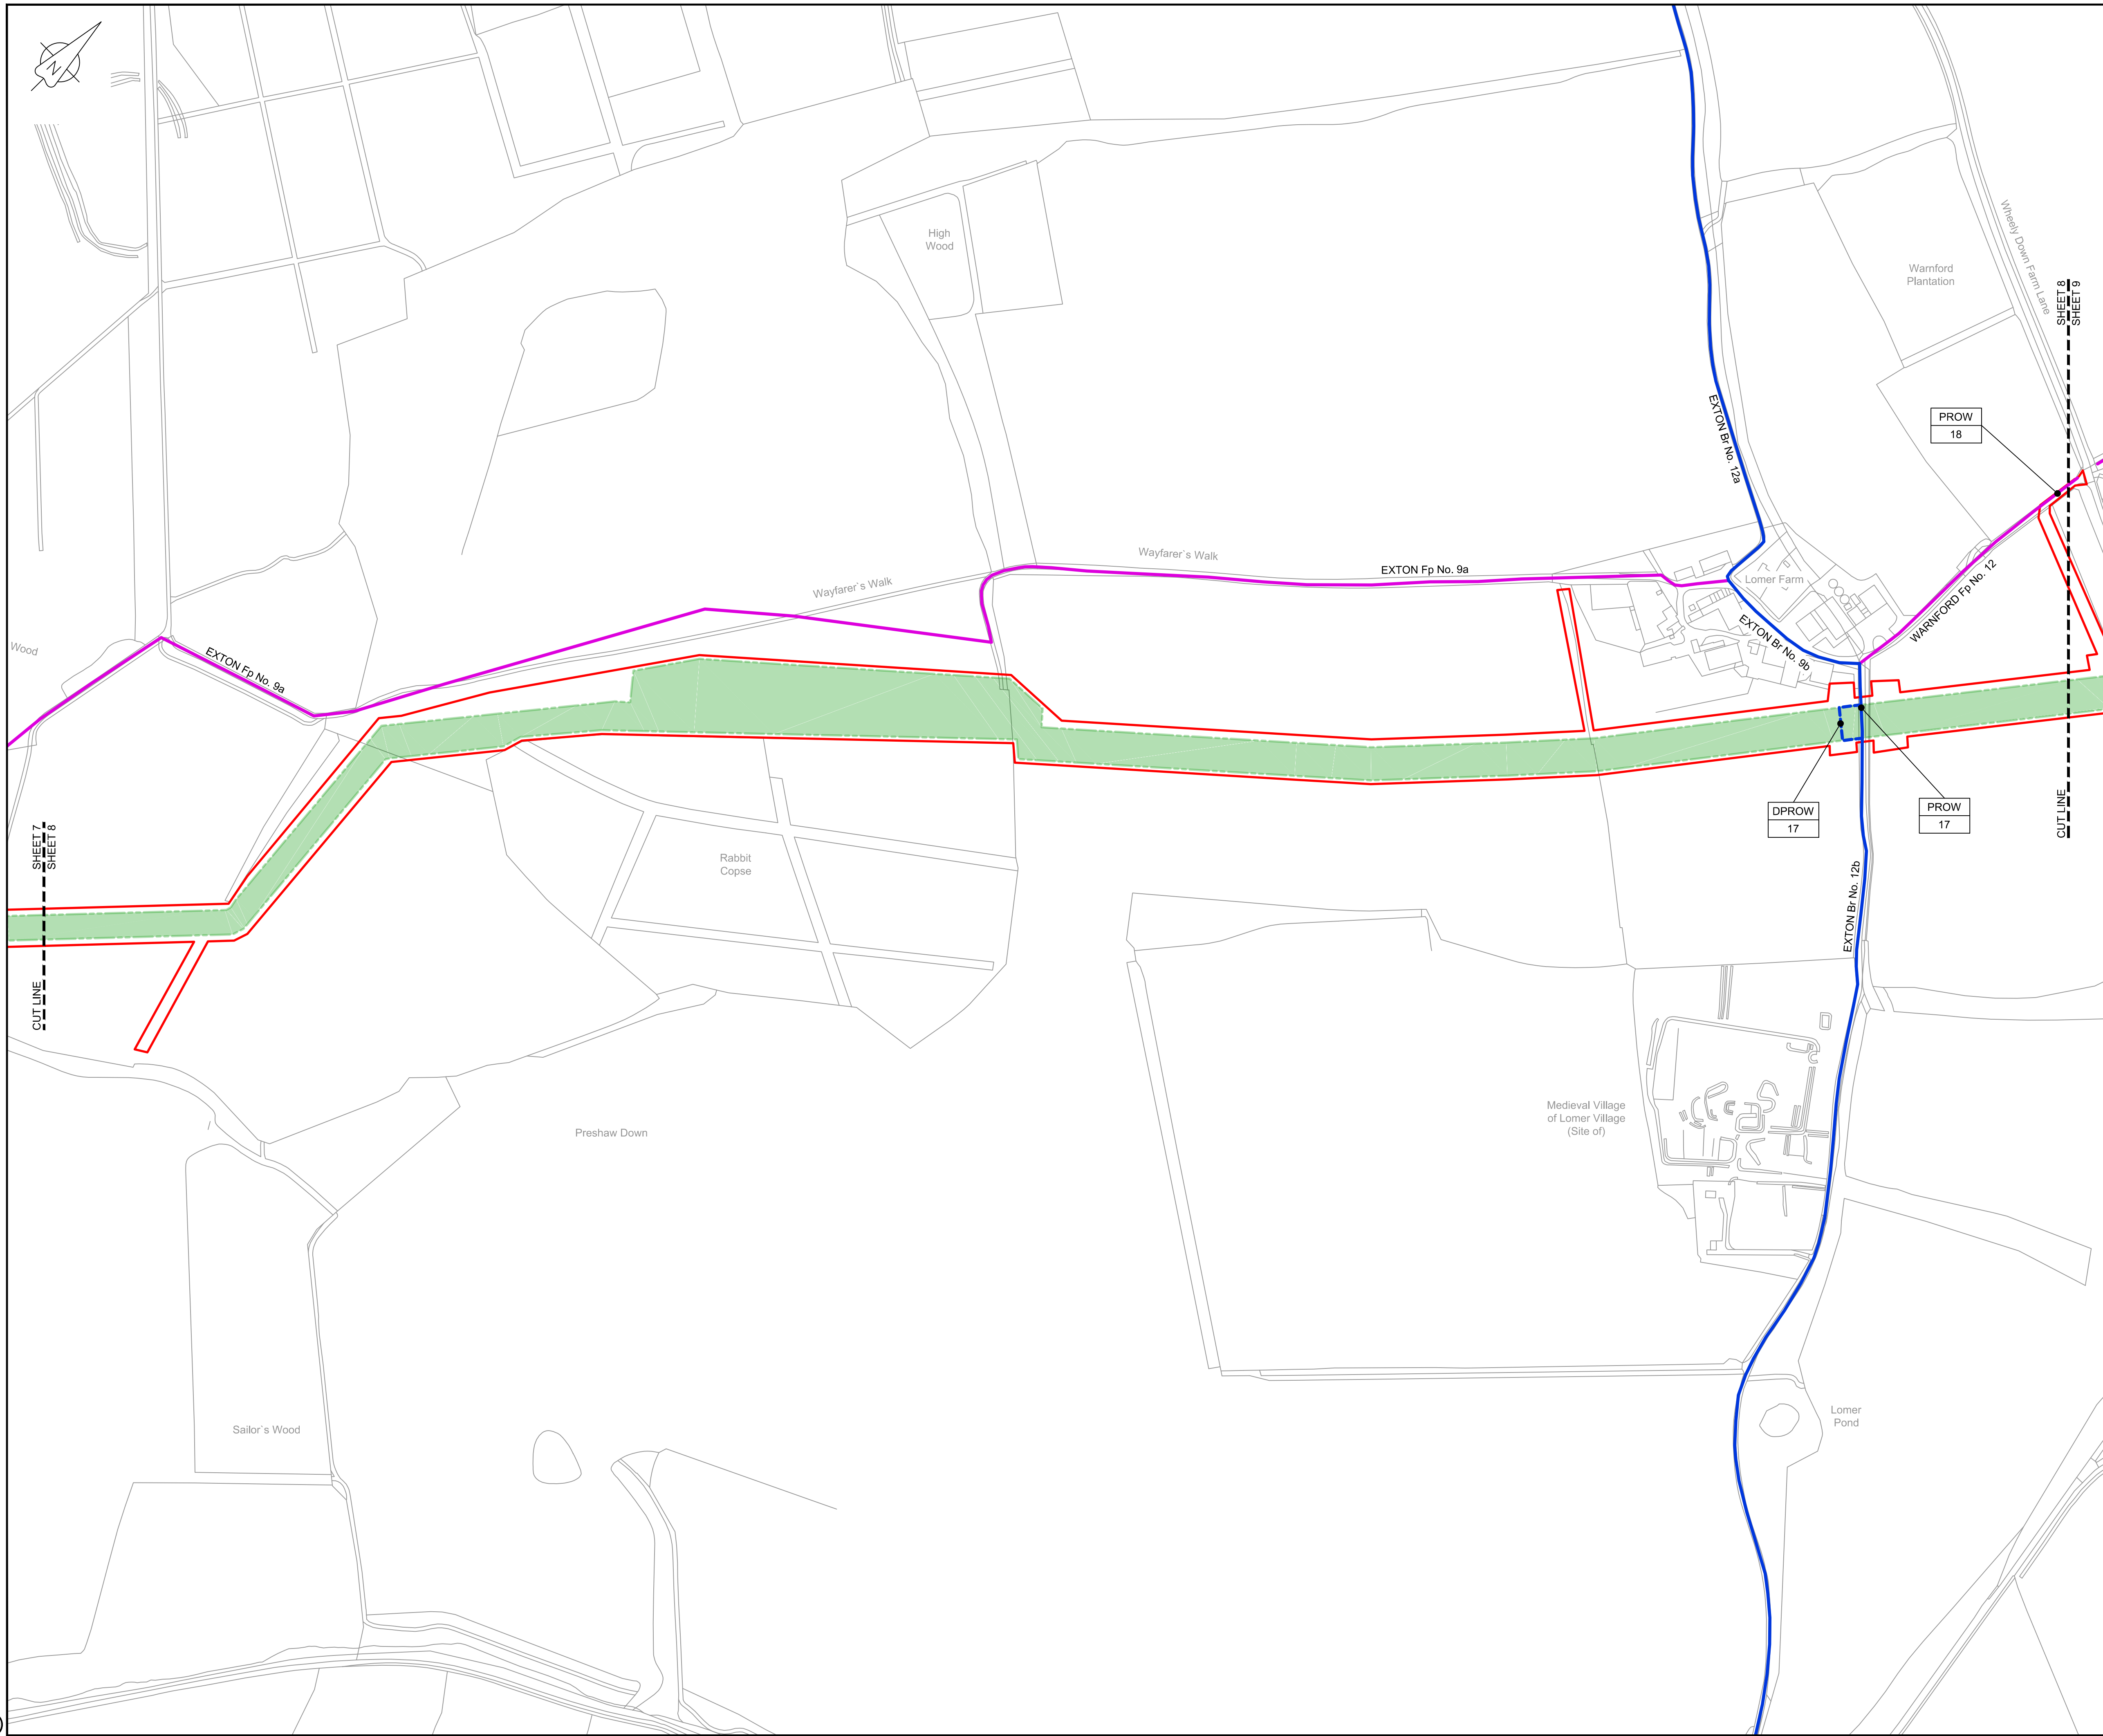 N
High
Wood
Warnford
Plantation
Wheely Down Farm Lane
SHEET 8
SHEET 9
CUT LINE
EXTON Br No. 12a
PROW
18
Wayfarer`s Walk
EXTON Fp No. 9a
Wayfarer`s Walk
Lomer Farm
EXTON Br No. 9b
WARNFORD Fp No. 12
Wood
EXTON Fp No. 9a
DPROW
17
PROW
17
SHEET 7
SHEET 8
CUT LINE
Rabbit
Copse
EXTON Br No. 12b
Medieval Village
of Lomer Village
(Site of)
Preshaw Down
Sailor`s Wood
Lomer
Pond